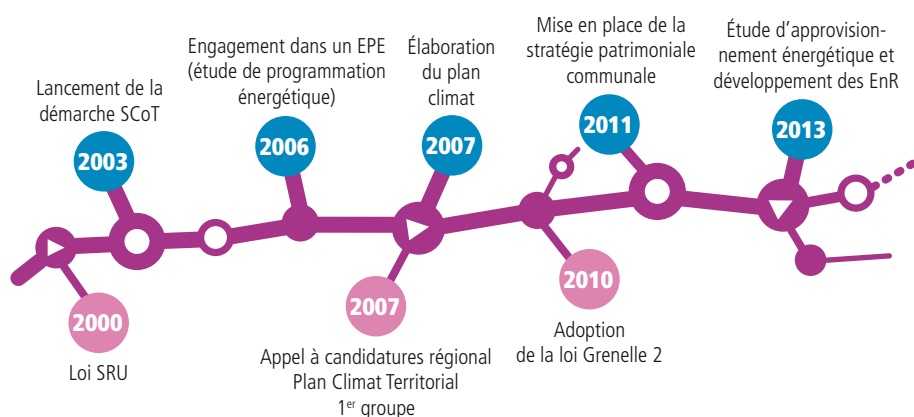 Lancement de la
démarche SCoT
2003
Engagement dans un EPE
(étude de programmation
énergétique)
2006
Élaboration
du plan
climat
2007
Mise en place de la
stratégie patrimoniale
communale
2011
Étude d’approvision-
nement énergétique et
développement des EnR
2013
2000
Loi SRU
2007
Appel à candidatures régional
Plan Climat Territorial
1er groupe
2010
Adoption
de la loi Grenelle 2